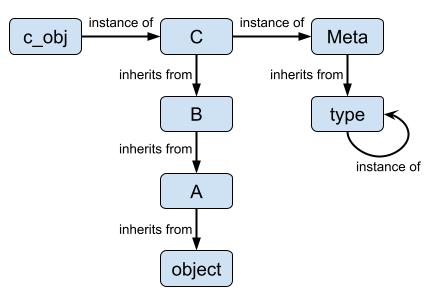 instance of
instance of
c_obj
C
Meta
inherits from
inherits from
B
type
inherits from
instance of
A
inherits from
object